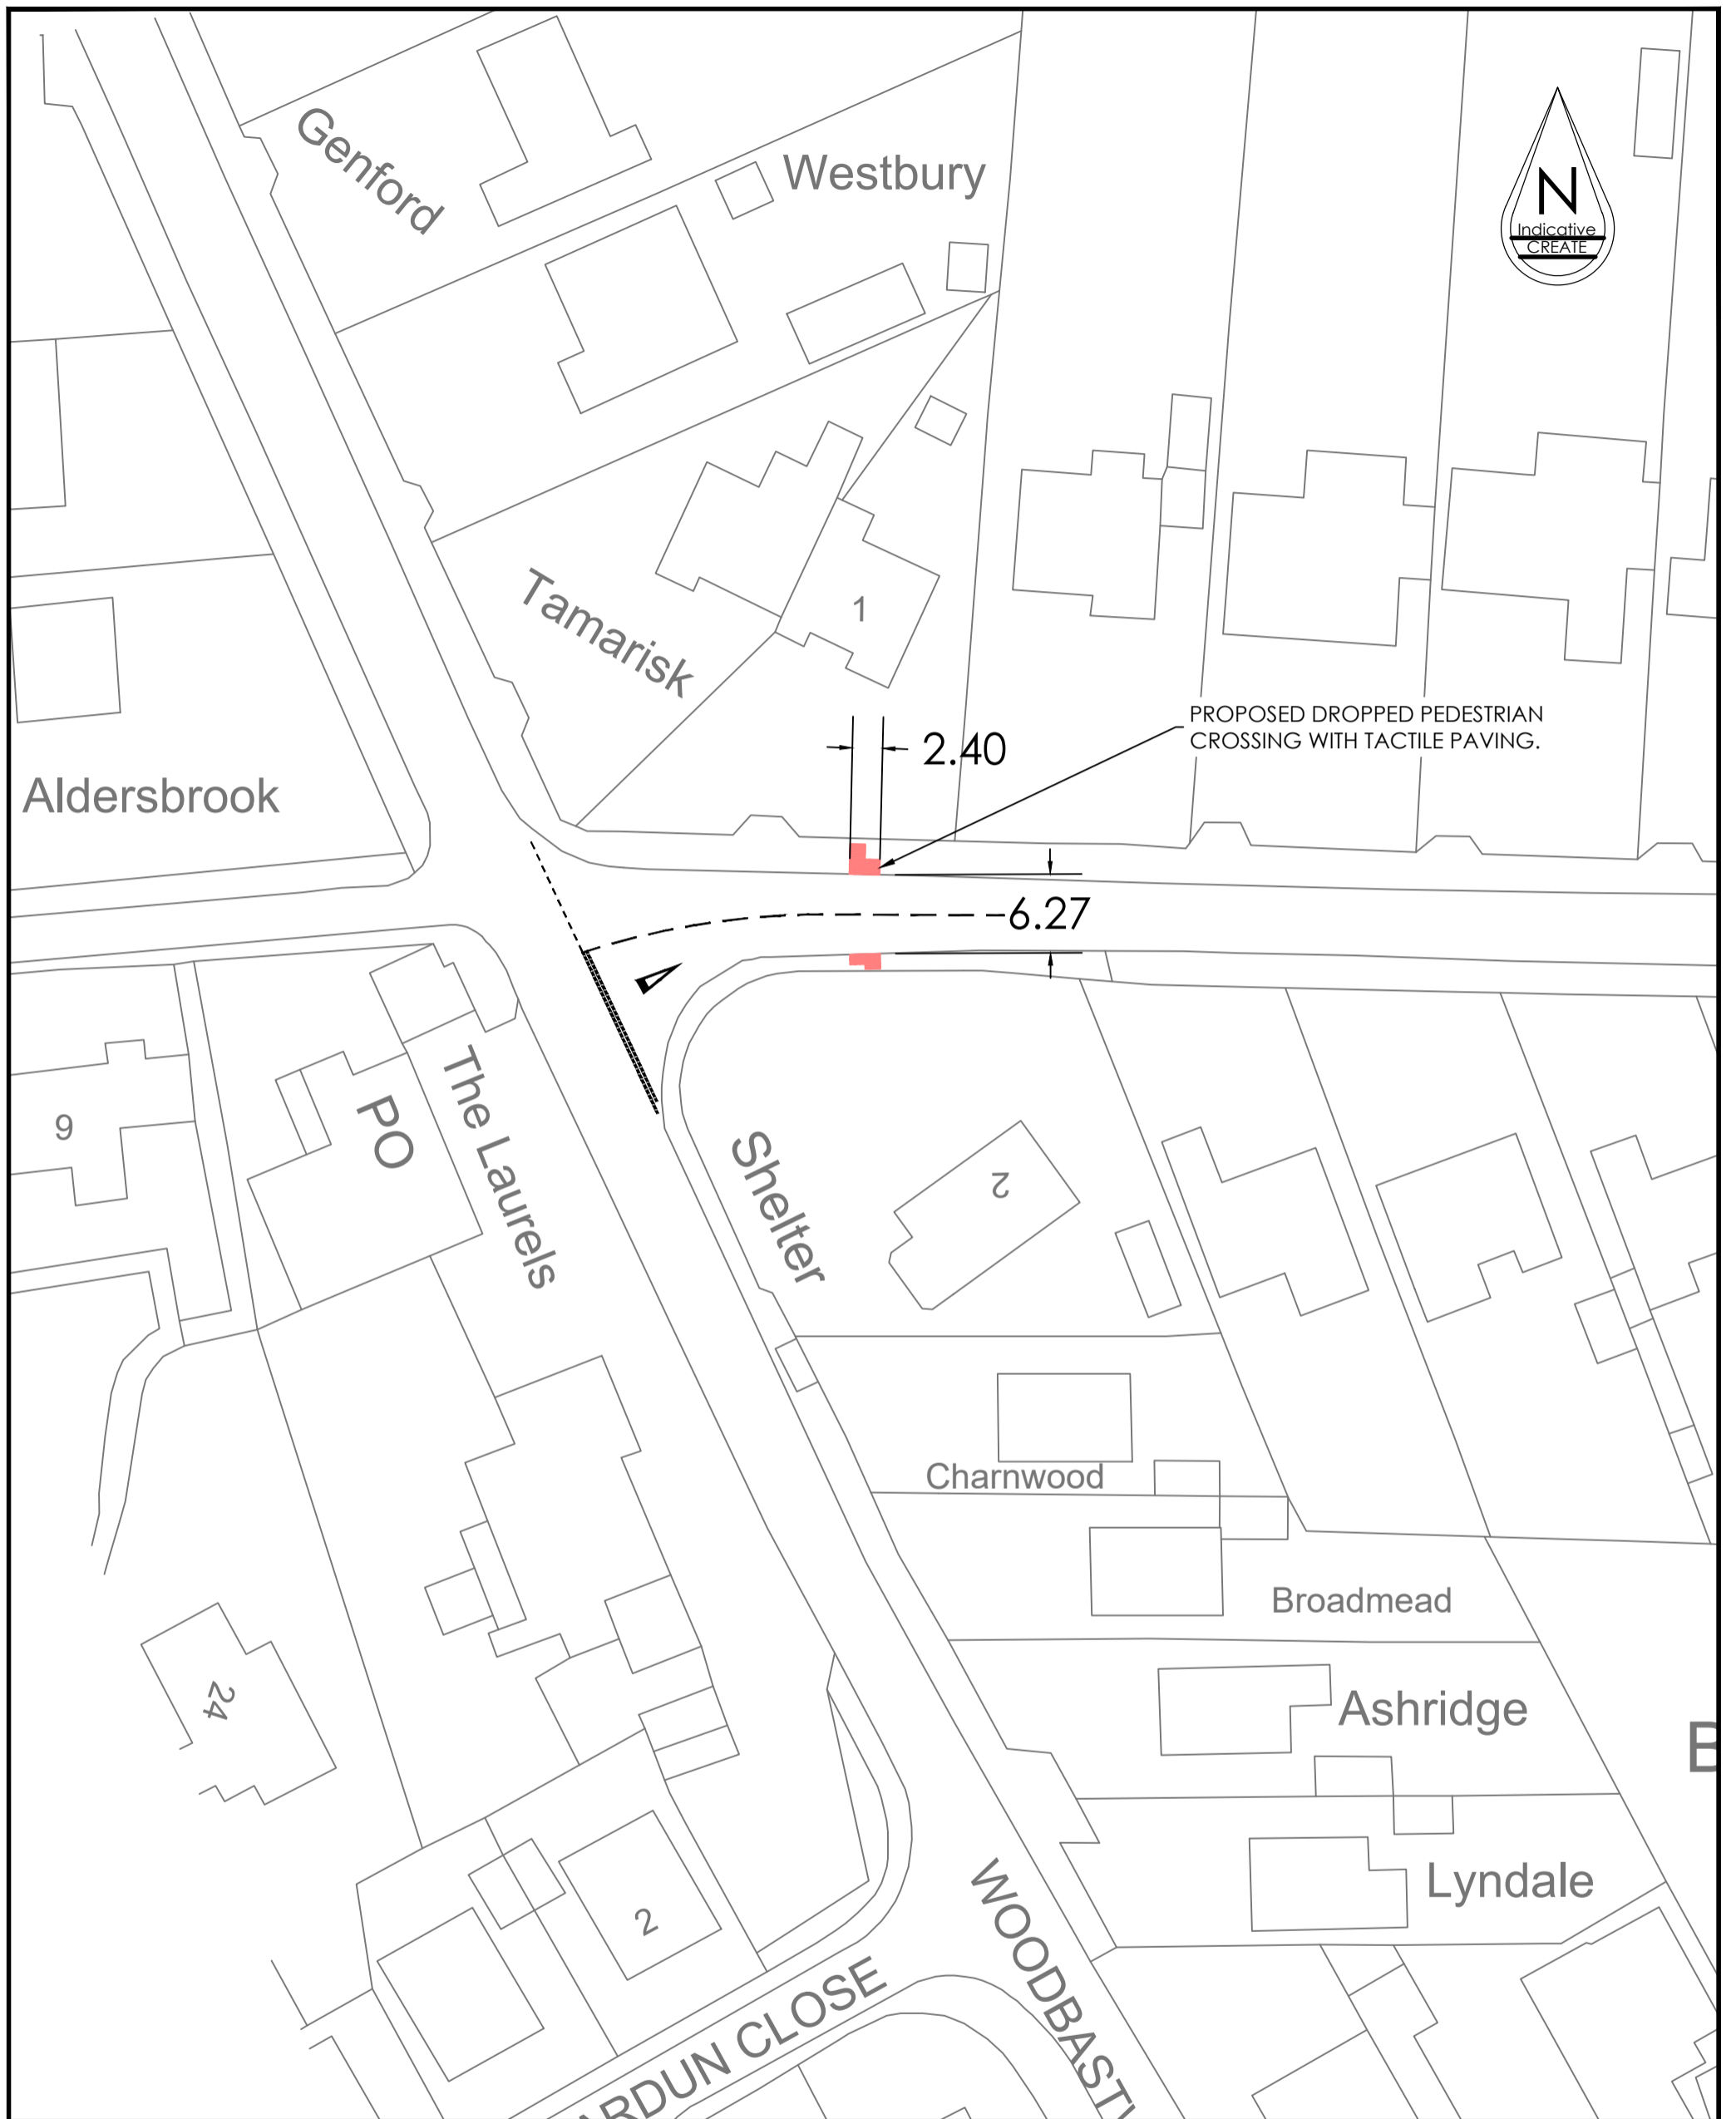 Genford
Westbury
N
Indicative
CREATE
Tamarisk
1
PROPOSED DROPPED PEDESTRIAN
CROSSING WITH TACTILE PAVING.
2.40
Aldersbrook
6.27
9
PO
The Laurels
Shelter
2
Charnwood
Broadmead
24
Ashridge
B
Lyndale
2
WOODBASTW
ARDUN CLOSE